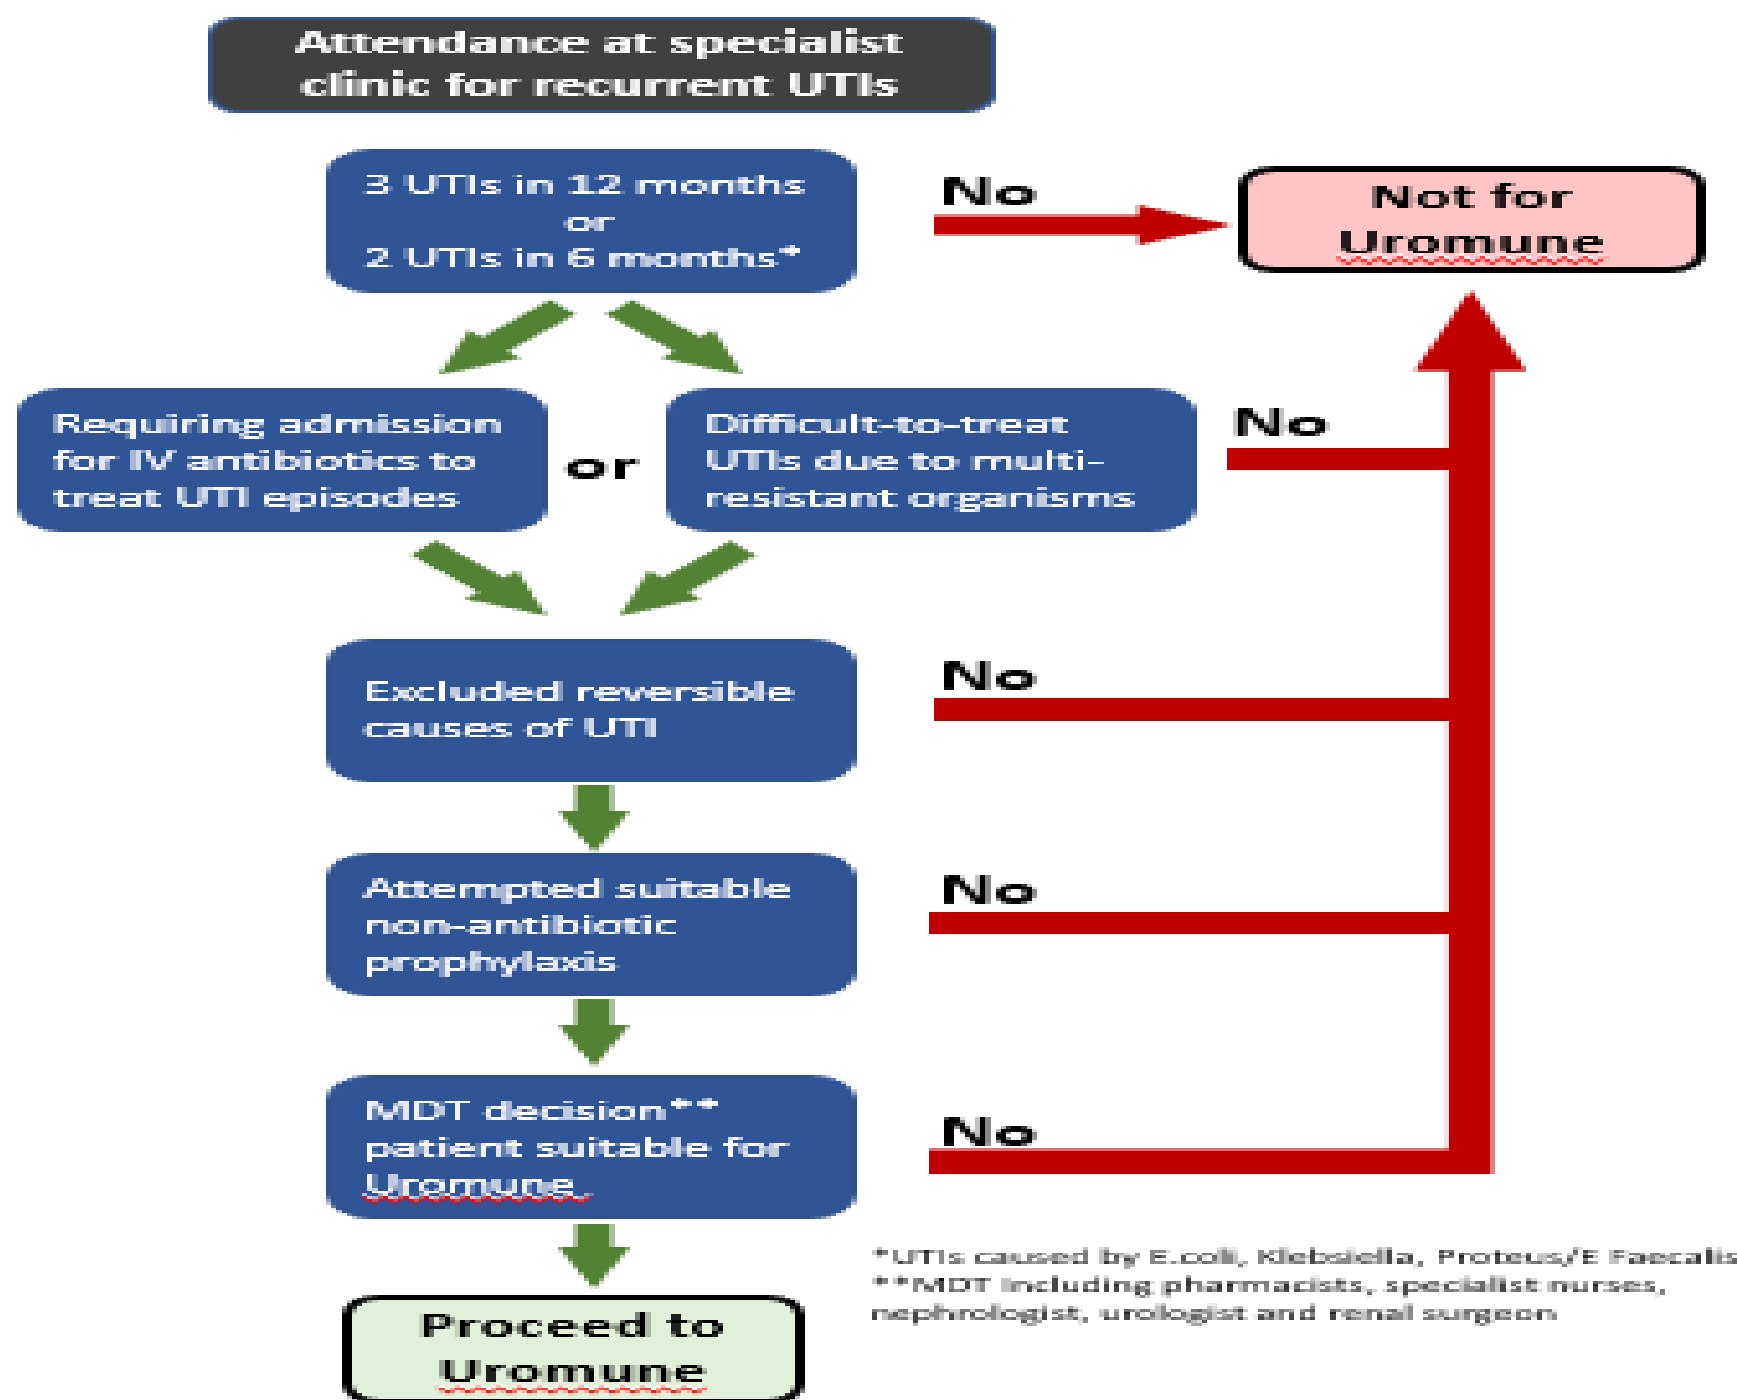 Attendance at specialist
clinic for recurrent UTIs
3 UTIs in 12 months
or
2 UTIs in 6 months*
No
Not for
Uromune
Requiring admission
for IV antibiotics to
treat UTI episodes
or
Difficult-to-treat
UTIs due to multi-
resistant organisms
No
Excluded reversible
causes of UTI
No
Attempted suitable
non-antibiotic
prophylaxis
No
MDT decision**
patient suitable for
Uromune
No
*UTIs caused by E.coli, Klebsiella, Proteus/E Faecalis
**MDT Including pharmacists, specialist nurses,
nephrologist, urologist and renal surgeon
Proceed to
Uromune